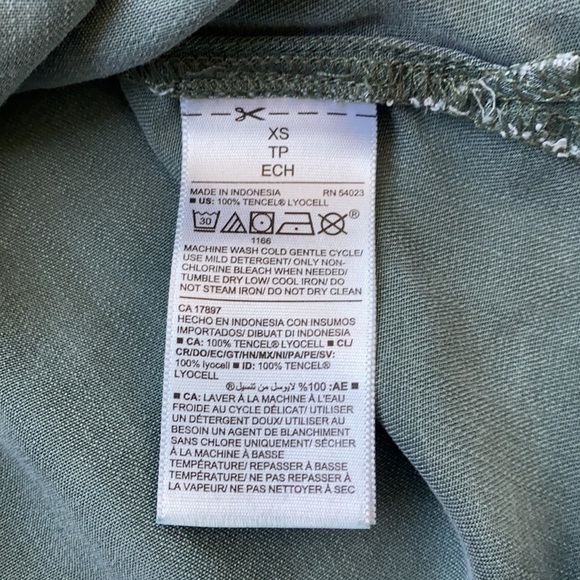 XS
TP
ECH
MADE IN INDONESIA RN 54023
■ US: 100% TENCEL® LYOCELL
30
1166
MACHINE WASH COLD GENTLE CYCLE/
USE MILD DETERGENT/ ONLY NON-
CHLORINE BLEACH WHEN NEEDED/
TUMBLE DRY LOW/ COOL IRON/ DO
NOT STEAM IRON/ DO NOT DRY CLEAN
CA 17897
HECHO EN INDONESIA CON INSUMOS
IMPORTADOS/ DIBUAT DI INDONESIA
■ CA: 100% TENCEL® LYOCELL ■ CL/
CR/DO/EC/GT/HN/MX/NI/PA/PE/SV:
100% lyocell ■ ID: 100% TENCEL®
LYOCELL
■ AE: 100% لايوسل من تنسيل®
■ CA: LAVER À LA MACHINE À L'EAU
FROIDE AU CYCLE DÉLICAT/ UTILISER
UN DÉTERGENT DOUX/ UTILISER AU
BESOIN UN AGENT DE BLANCHIMENT
SANS CHLORE UNIQUEMENT/ SÉCHER
À LA MACHINE À BASSE
TEMPÉRATURE/ REPASSER À BASSE
TEMPÉRATURE/ NE PAS REPASSER À
LA VAPEUR/ NE PAS NETTOYER À SEC